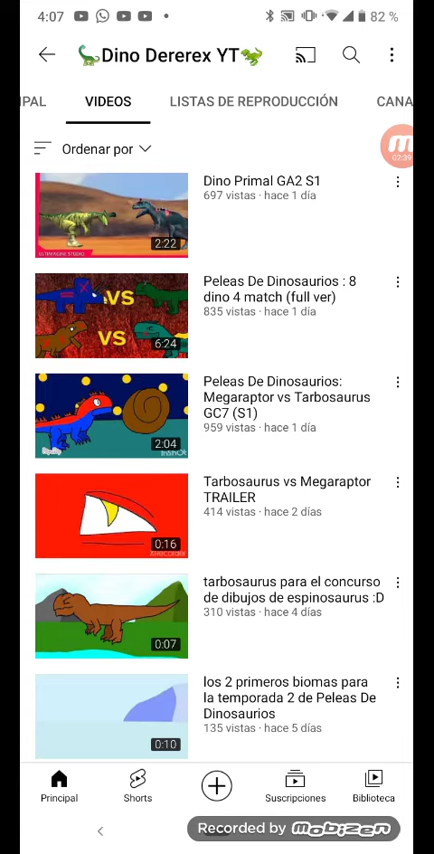 4:07
82 %
🦕Dino Dererex YT🦖
IPAL
VIDEOS
LISTAS DE REPRODUCCIÓN
CANA
Ordenar por
02:39
Dino Primal GA2 S1
697 vistas · hace 1 día
2:22
Peleas De Dinosaurios : 8
dino 4 match (full ver)
835 vistas · hace 1 día
VS
VS
6:24
Peleas De Dinosaurios:
Megaraptor vs Tarbosaurus
GC7 (S1)
959 vistas · hace 1 día
2:04
Tarbosaurus vs Megaraptor
TRAILER
414 vistas · hace 2 días
0:16
tarbosaurus para el concurso
de dibujos de espinosaurus :D
310 vistas · hace 4 días
0:07
los 2 primeros biomas para
la temporada 2 de Peleas De
Dinosaurios
135 vistas · hace 5 días
0:10
Principal
Shorts
Suscripciones
Biblioteca
Recorded by mobizen